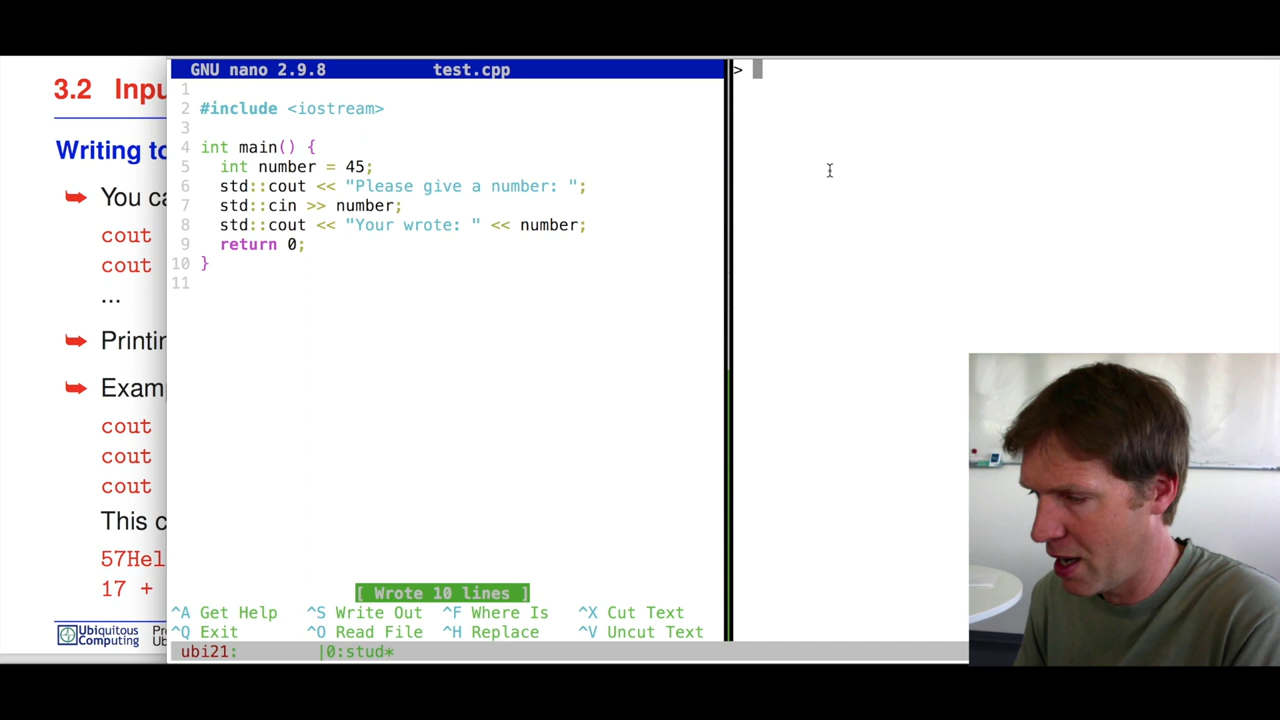 3.2 Inpu
Writing to
You ca
cout
cout
...
Printin
Exam
cout
cout
cout
This c
57Hel
17 +
Ubiquitous
Computing
Pr
Ub
GNU nano 2.9.8 test.cpp
1
2 #include <iostream>
3
4 int main() {
5 int number = 45;
6 std::cout << "Please give a number: ";
7 std::cin >> number;
8 std::cout << "Your wrote: " << number;
9 return 0;
10 }
11
[ Wrote 10 lines ]
^A Get Help ^S Write Out ^F Where Is ^X Cut Text
^Q Exit ^O Read File ^H Replace ^V Uncut Text
ubi21: |0:stud*
>